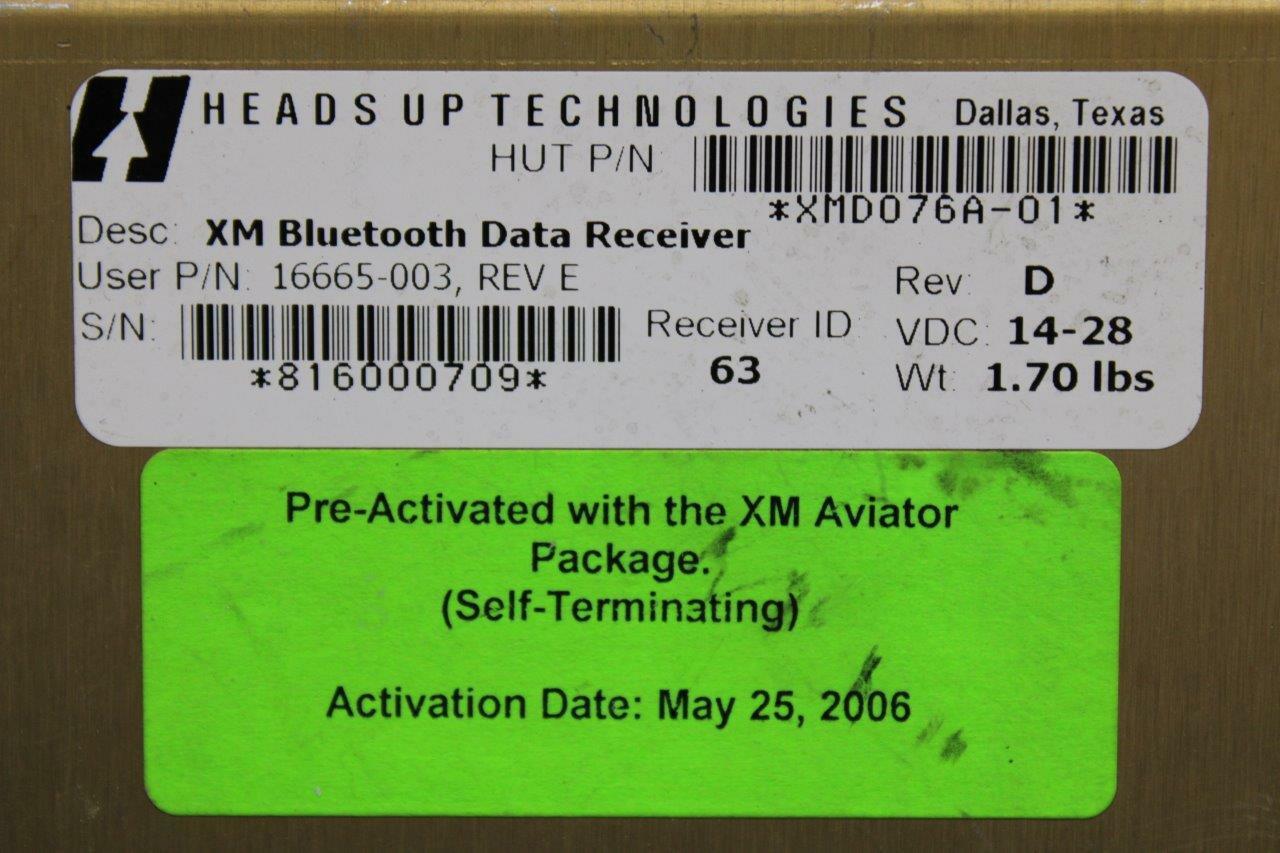 HEADS UP TECHNOLOGIES Dallas, Texas
HUT P/N
*XMD076A-01*
Desc: XM Bluetooth Data Receiver
User P/N: 16665-003, REV E Rev: D
S/N: Receiver ID VDC: 14-28
*816000709* 63 Wt: 1.70 lbs
Pre-Activated with the XM Aviator
Package.
(Self-Terminating)
Activation Date: May 25, 2006